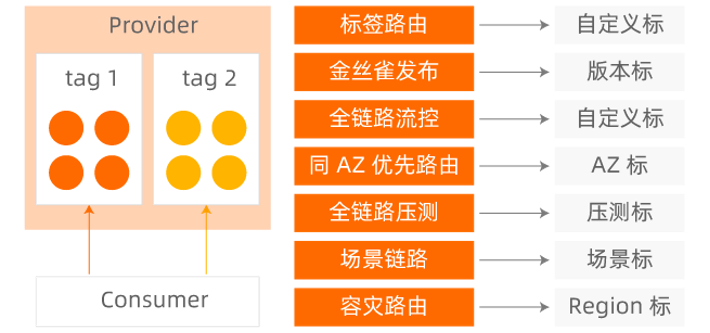 Provider
tag 1
tag 2
Consumer
标签路由
自定义标
金丝雀发布
版本标
全链路流控
自定义标
同 AZ 优先路由
AZ 标
全链路压测
压测标
场景链路
场景标
容灾路由
Region 标